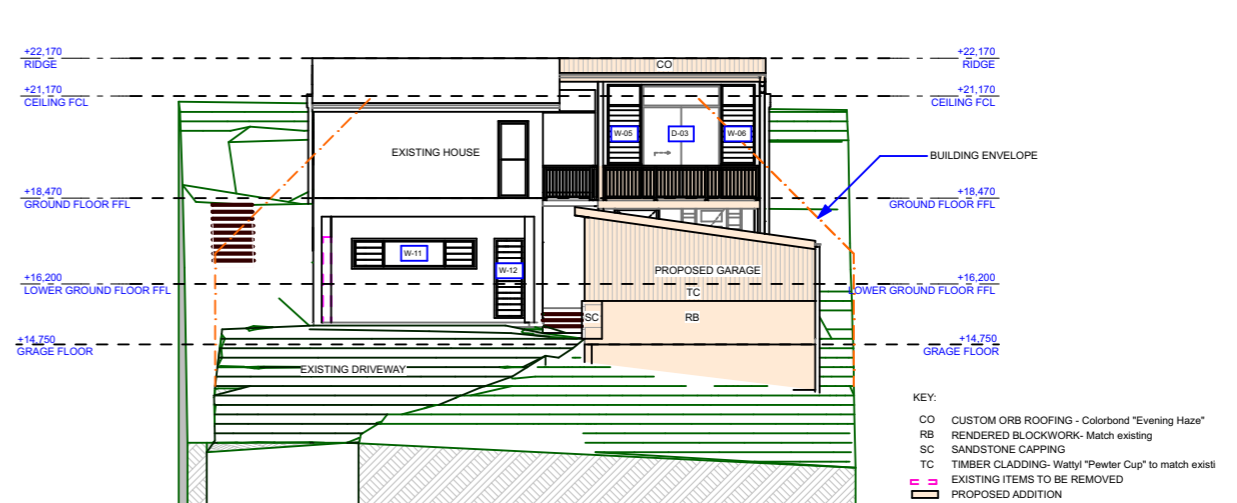 +22,170
RIDGE
+22,170
RIDGE
CO
+21,170
CEILING FCL
+21,170
CEILING FCL
W-05
D-03
W-06
EXISTING HOUSE
BUILDING ENVELOPE
+18,470
GROUND FLOOR FFL
+18,470
GROUND FLOOR FFL
W-11
W-12
PROPOSED GARAGE
+16,200
LOWER GROUND FLOOR FFL
+16,200
LOWER GROUND FLOOR FFL
TC
SC
RB
+14,750
GRAGE FLOOR
+14,750
GRAGE FLOOR
EXISTING DRIVEWAY
KEY:
CO CUSTOM ORB ROOFING - Colorbond "Evening Haze"
RB RENDERED BLOCKWORK- Match existing
SC SANDSTONE CAPPING
TC TIMBER CLADDING- Wattyl "Pewter Cup" to match existi
EXISTING ITEMS TO BE REMOVED
PROPOSED ADDITION